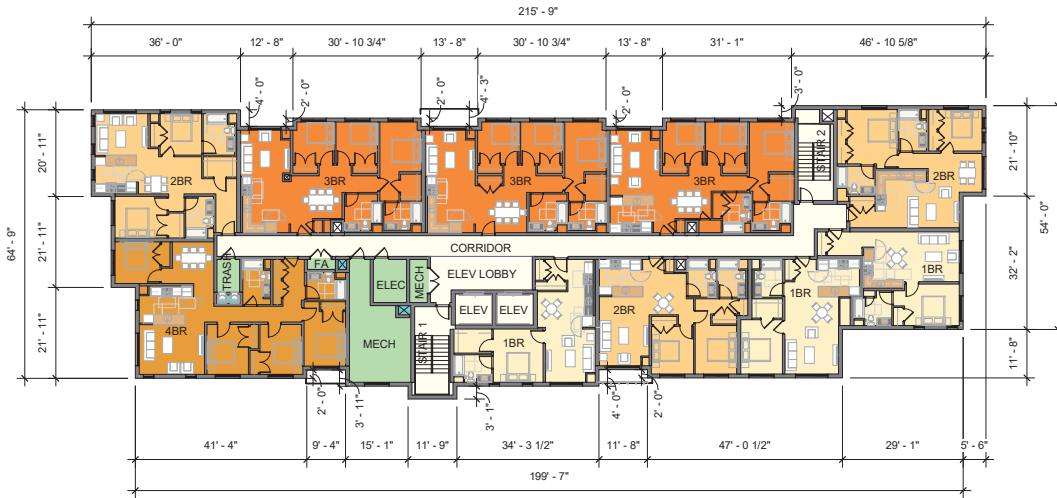 215' - 9"
36' - 0"
12' - 8"
30' - 10 3/4"
13' - 8"
30' - 10 3/4"
13' - 8"
31' - 1"
46' - 10 5/8"
4' - 0"
2' - 0"
2' - 0"
4' - 3"
2' - 0"
3' - 0"
64' - 9"
20' - 11"
21' - 11"
21' - 11"
21' - 10"
54' - 0"
32' - 2"
11' - 8"
2BR
3BR
3BR
3BR
STAIR 2
2BR
CORRIDOR
TRASH
FA
ELEC
MECH
ELEV LOBBY
1BR
1BR
4BR
MECH
STAIR 1
ELEV
ELEV
1BR
2BR
2' - 0"
3' - 11"
3' - 1"
4' - 0"
2' - 0"
41' - 4"
9' - 4"
15' - 1"
11' - 9"
34' - 3 1/2"
11' - 8"
47' - 0 1/2"
29' - 1"
5' - 6"
199' - 7"